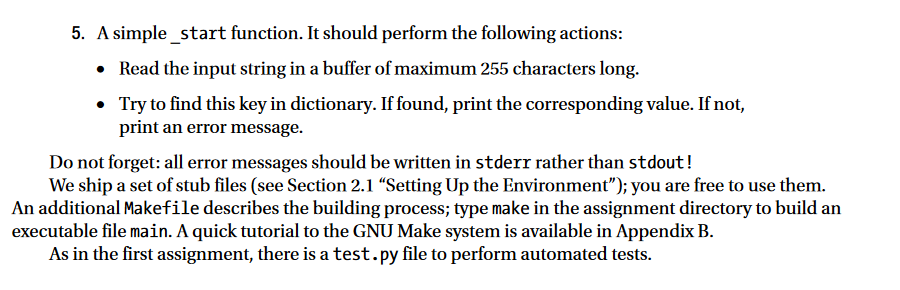 5. A simple _start function. It should perform the following actions:
• Read the input string in a buffer of maximum 255 characters long.
• Try to find this key in dictionary. If found, print the corresponding value. If not,
print an error message.
Do not forget: all error messages should be written in stderr rather than stdout!
We ship a set of stub files (see Section 2.1 “Setting Up the Environment”); you are free to use them.
An additional Makefile describes the building process; type make in the assignment directory to build an
executable file main. A quick tutorial to the GNU Make system is available in Appendix B.
As in the first assignment, there is a test.py file to perform automated tests.